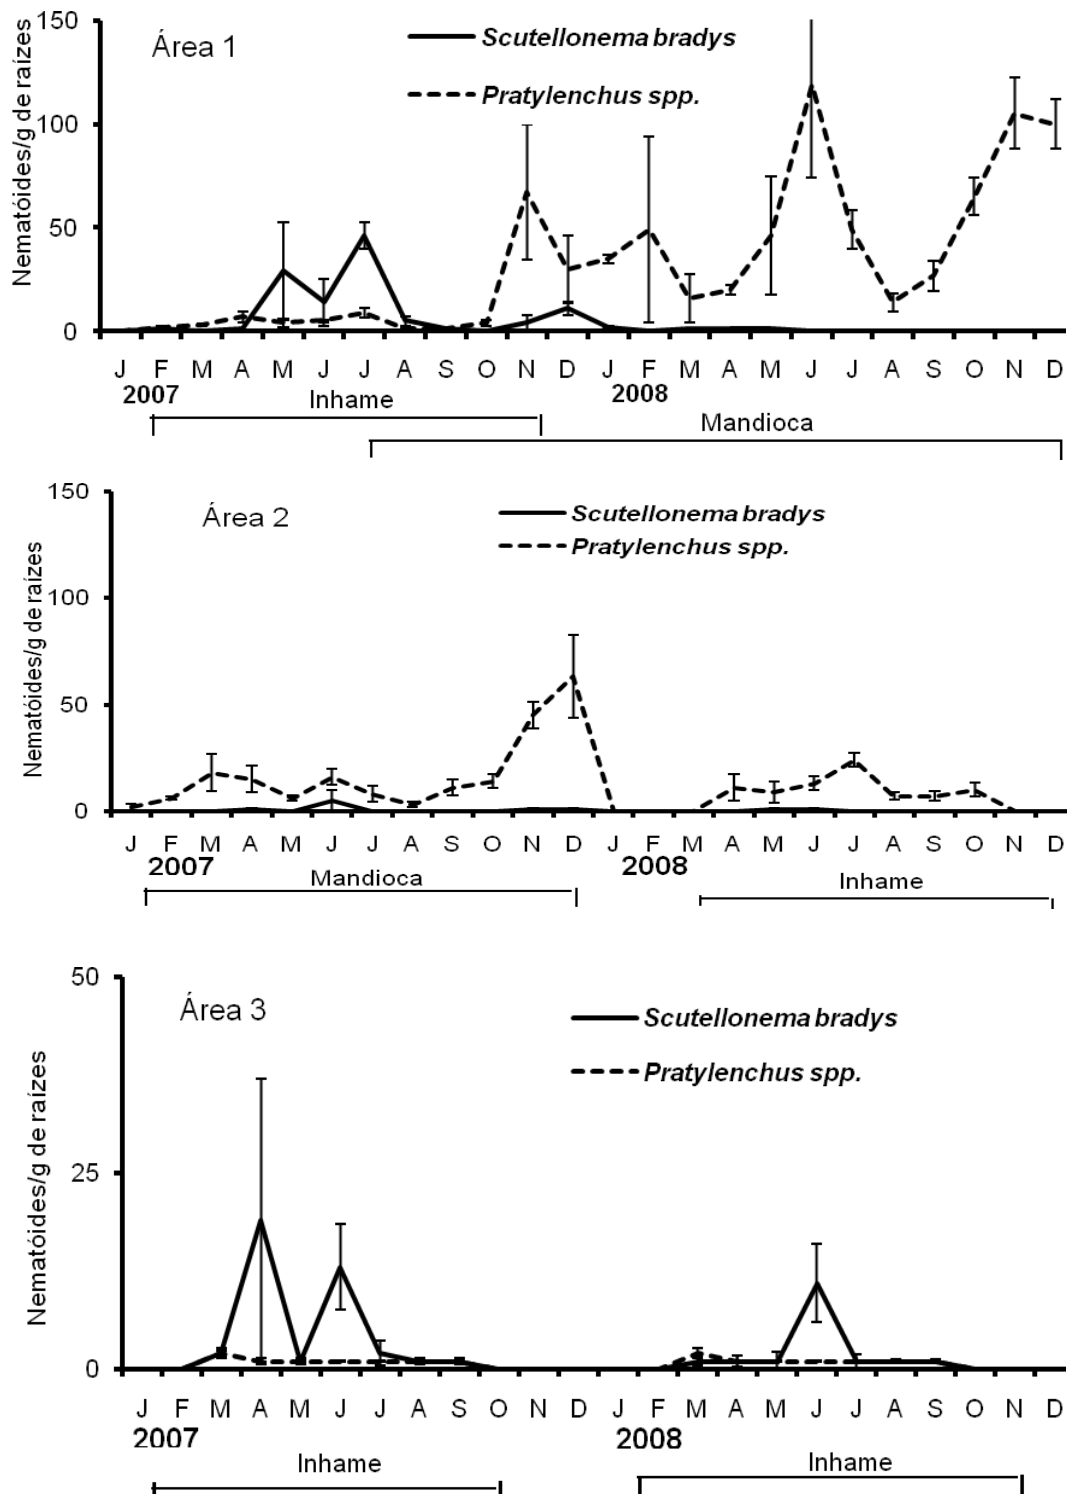 150
Área 1
Scutellonema bradys
Pratylenchus spp.
Nematóides/g de raízes
100
50
0
J F M A M J J A S O N D J F M A M J J A S O N D
2007 2008
Inhame
Mandioca
150
Área 2
Scutellonema bradys
Pratylenchus spp.
Nematóides/g de raízes
100
50
0
J F M A M J J A S O N D J F M A M J J A S O N D
2007 2008
Mandioca Inhame
50
Área 3
Scutellonema bradys
Pratylenchus spp.
Nematóides/g de raízes
25
0
J F M A M J J A S O N D J F M A M J J A S O N D
2007 2008
Inhame Inhame